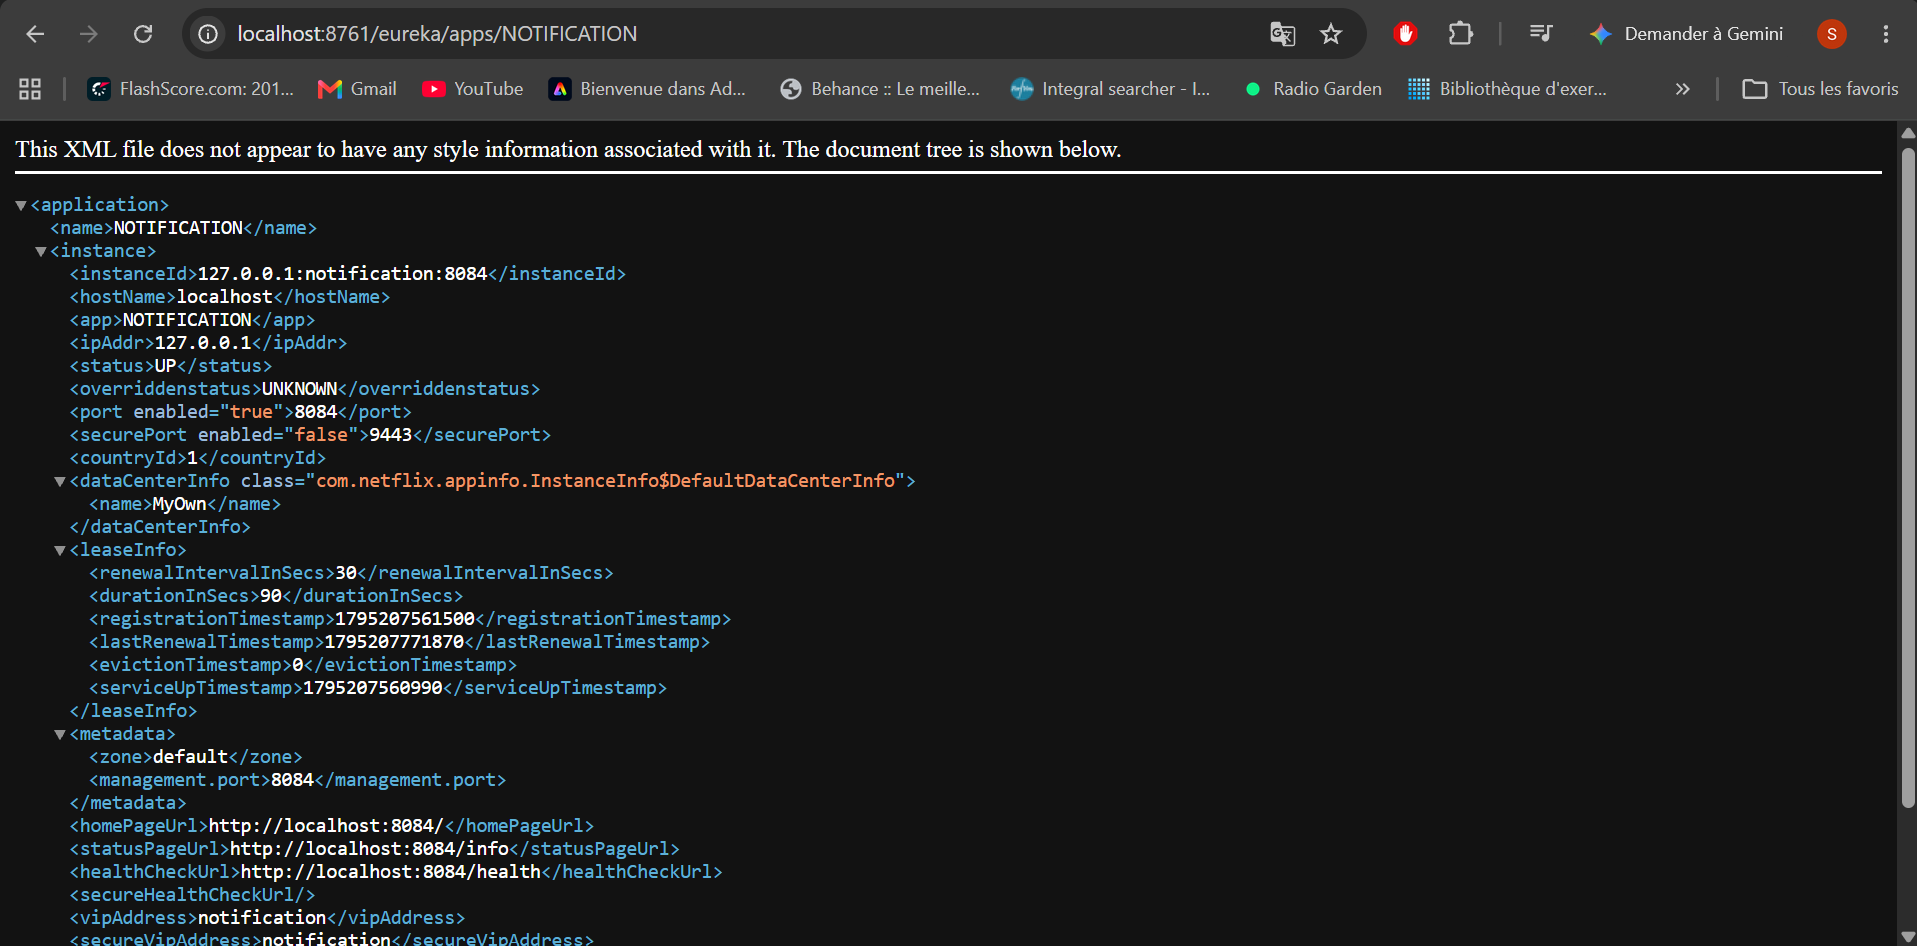 localhost:8761/eureka/apps/NOTIFICATION
Demander à Gemini
S
FlashScore.com: 201...
Gmail
YouTube
Bienvenue dans Ad...
Behance :: Le meille...
Integral searcher - I...
Radio Garden
Bibliothèque d'exer...
Tous les favoris
This XML file does not appear to have any style information associated with it. The document tree is shown below.
<application>
<name>NOTIFICATION</name>
<instance>
<instanceId>127.0.0.1:notification:8084</instanceId>
<hostName>localhost</hostName>
<app>NOTIFICATION</app>
<ipAddr>127.0.0.1</ipAddr>
<status>UP</status>
<overriddenstatus>UNKNOWN</overriddenstatus>
<port enabled="true">8084</port>
<securePort enabled="false">9443</securePort>
<countryId>1</countryId>
<dataCenterInfo class="com.netflix.appinfo.InstanceInfo$DefaultDataCenterInfo">
<name>MyOwn</name>
</dataCenterInfo>
<leaseInfo>
<renewalIntervalInSecs>30</renewalIntervalInSecs>
<durationInSecs>90</durationInSecs>
<registrationTimestamp>1795207561500</registrationTimestamp>
<lastRenewalTimestamp>1795207771870</lastRenewalTimestamp>
<evictionTimestamp>0</evictionTimestamp>
<serviceUpTimestamp>1795207560990</serviceUpTimestamp>
</leaseInfo>
<metadata>
<zone>default</zone>
<management.port>8084</management.port>
</metadata>
<homePageUrl>http://localhost:8084/</homePageUrl>
<statusPageUrl>http://localhost:8084/info</statusPageUrl>
<healthCheckUrl>http://localhost:8084/health</healthCheckUrl>
<secureHealthCheckUrl/>
<vipAddress>notification</vipAddress>
<secureVipAddress>notification</secureVipAddress>